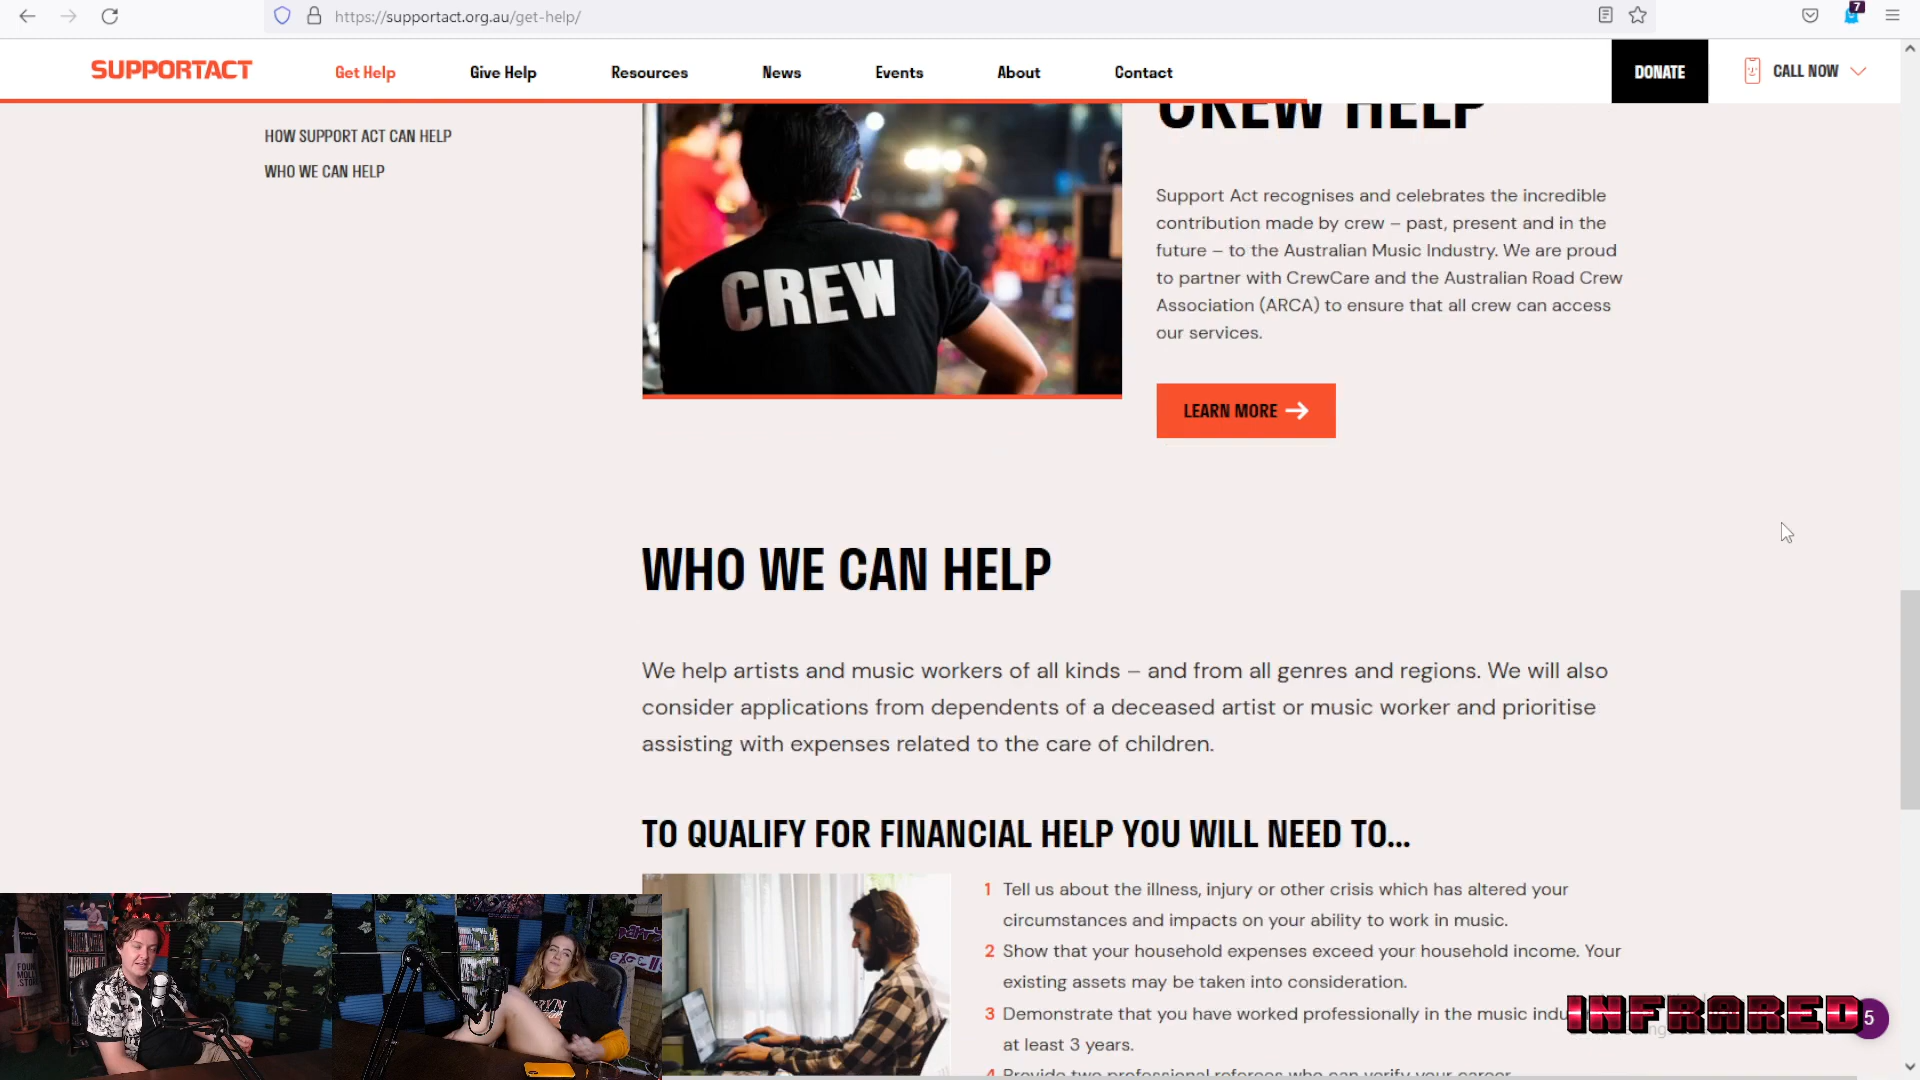 https://supportact.org.au/get-help/
7
SUPPORTACT
Get Help
Give Help
Resources
News
Events
About
Contact
DONATE
CALL NOW
HOW SUPPORT ACT CAN HELP
WHO WE CAN HELP
CREW
CREW HELP
Support Act recognises and celebrates the incredible
contribution made by crew – past, present and in the
future – to the Australian Music Industry. We are proud
to partner with CrewCare and the Australian Road Crew
Association (ARCA) to ensure that all crew can access
our services.
LEARN MORE
WHO WE CAN HELP
We help artists and music workers of all kinds – and from all genres and regions. We will also
consider applications from dependents of a deceased artist or music worker and prioritise
assisting with expenses related to the care of children.
TO QUALIFY FOR FINANCIAL HELP YOU WILL NEED TO...
1 Tell us about the illness, injury or other crisis which has altered your
circumstances and impacts on your ability to work in music.
2 Show that your household expenses exceed your household income. Your
existing assets may be taken into consideration.
3 Demonstrate that you have worked professionally in the music
at least 3 years.
4 Provide two professional referees who can verify your career
INFRARED
5